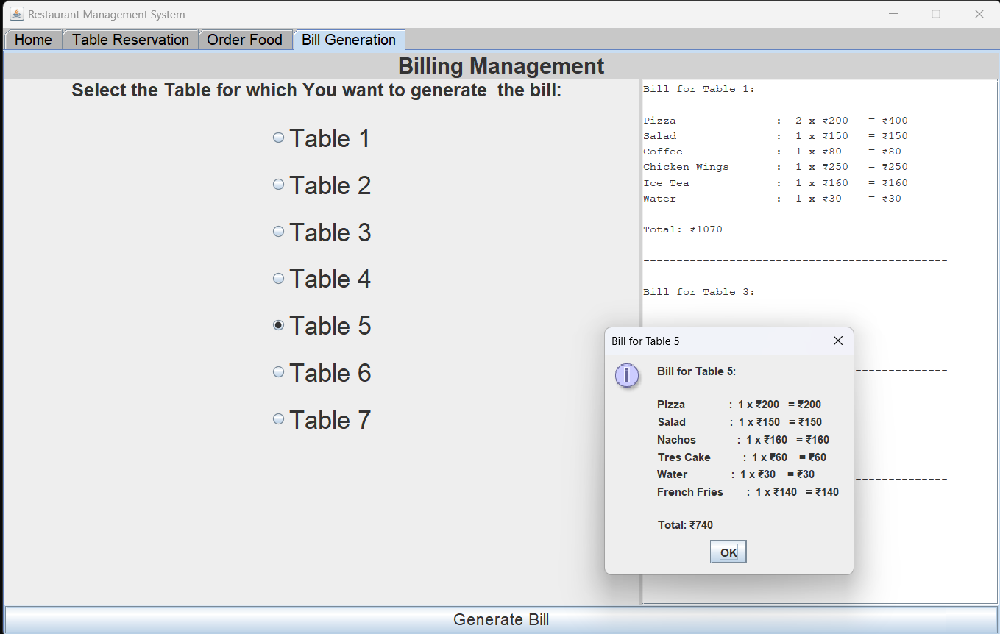 Restaurant Management System
Home Table Reservation Order Food Bill Generation
Billing Management
Select the Table for which You want to generate  the bill:
Table 1
Table 2
Table 3
Table 4
Table 5
Table 6
Table 7
Bill for Table 1:
Pizza : 2 x ₹200 = ₹400
Salad : 1 x ₹150 = ₹150
Coffee : 1 x ₹80 = ₹80
Chicken Wings : 1 x ₹250 = ₹250
Ice Tea : 1 x ₹160 = ₹160
Water : 1 x ₹30 = ₹30
Total: ₹1070
----------------------------------------------
Bill for Table 3:
Bill for Table 5
Bill for Table 5:
Pizza : 1 x ₹200 = ₹200
Salad : 1 x ₹150 = ₹150
Nachos : 1 x ₹160 = ₹160
Tres Cake : 1 x ₹60 = ₹60
Water : 1 x ₹30 = ₹30
French Fries : 1 x ₹140 = ₹140
Total: ₹740
OK
Generate Bill